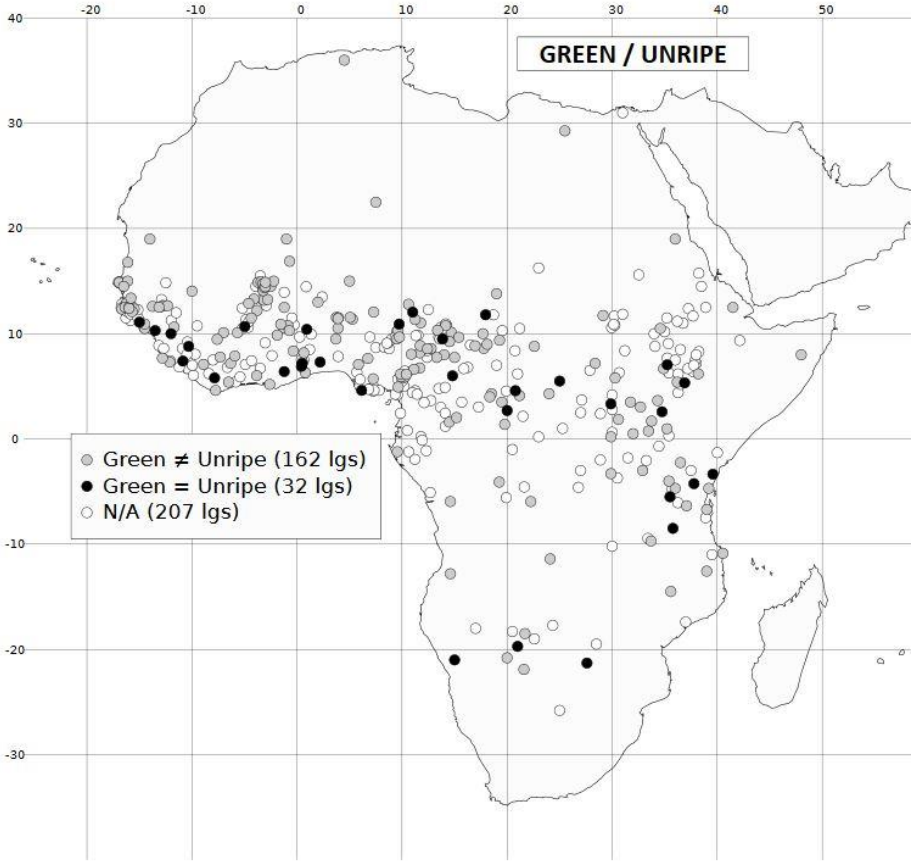 -20 -10 0 10 20 30 40 50
40
GREEN / UNRIPE
30
20
10
0
Green ≠ Unripe (162 lgs)
Green = Unripe (32 lgs)
N/A (207 lgs)
-10
-20
-30